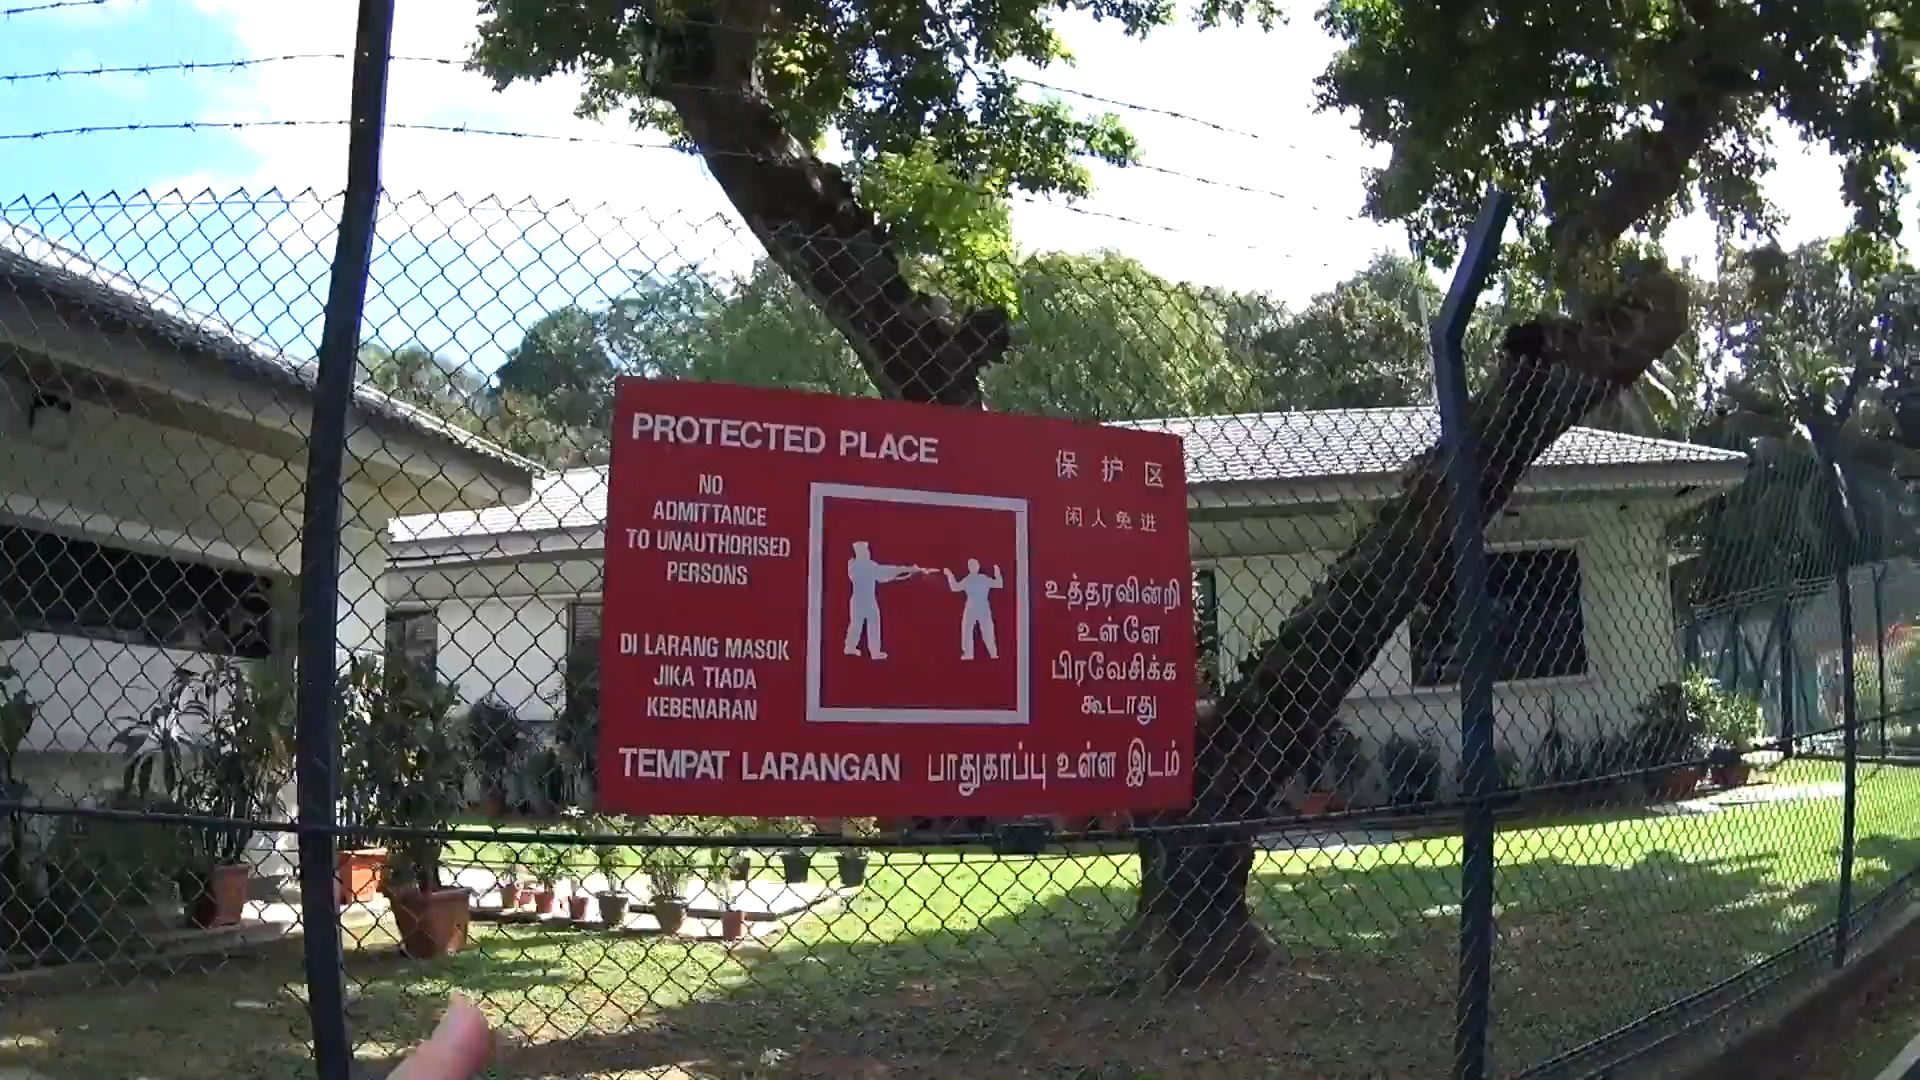 PROTECTED PLACE
NO
ADMITTANCE
TO UNAUTHORISED
PERSONS
DI LARANG MASOK
JIKA TIADA
KEBENARAN
TEMPAT LARANGAN
保护区
闲人免进
உத்தரவின்றி
உள்ளே
பிரவேசிக்க
கூடாது
பாதுகாப்பு உள்ள இடம்